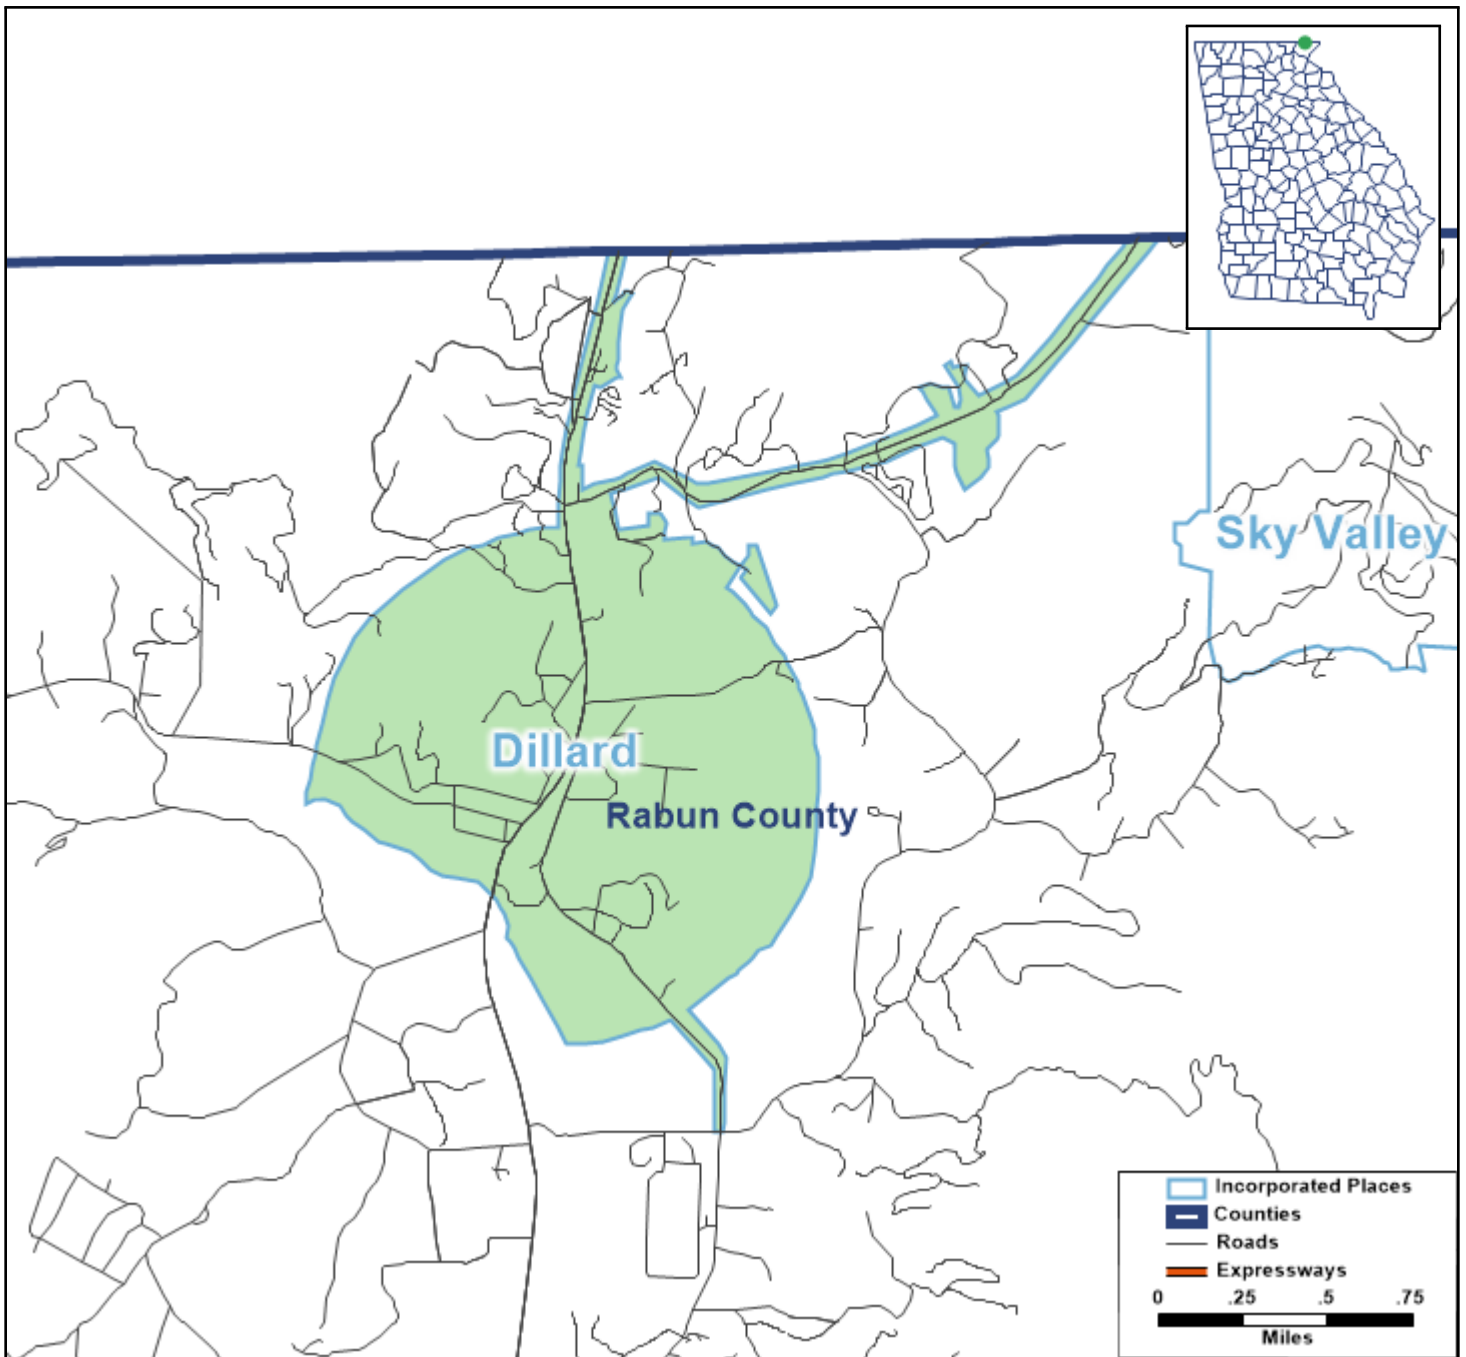 Sky Valley
Dillard
Rabun County
Incorporated Places
Counties
Roads
Expressways
0 .25 .5 .75
Miles